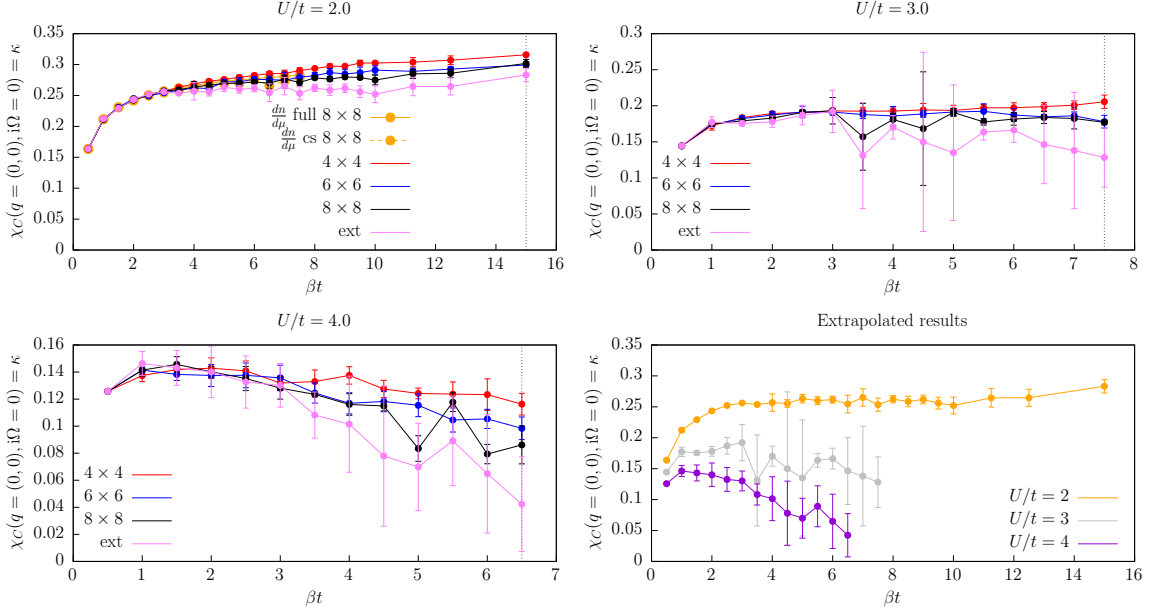 U/t = 2.0
χC(q = (0,0), iΩ = 0) = κ
0.35
0.3
0.25
0.2
0.15
0.1
0.05
0
dn/dμ full 8 × 8
dn/dμ cs 8 × 8
4 × 4
6 × 6
8 × 8
ext
0 2 4 6 8 10 12 14 16
βt
U/t = 3.0
χC(q = (0,0), iΩ = 0) = κ
0.3
0.25
0.2
0.15
0.1
0.05
0
4 × 4
6 × 6
8 × 8
ext
0 1 2 3 4 5 6 7 8
βt
U/t = 4.0
χC(q = (0,0), iΩ = 0) = κ
0.16
0.14
0.12
0.1
0.08
0.06
0.04
0.02
0
4 × 4
6 × 6
8 × 8
ext
0 1 2 3 4 5 6 7
βt
Extrapolated results
χC(q = (0,0), iΩ = 0) = κ
0.35
0.3
0.25
0.2
0.15
0.1
0.05
0
U/t = 2
U/t = 3
U/t = 4
0 2 4 6 8 10 12 14 16
βt